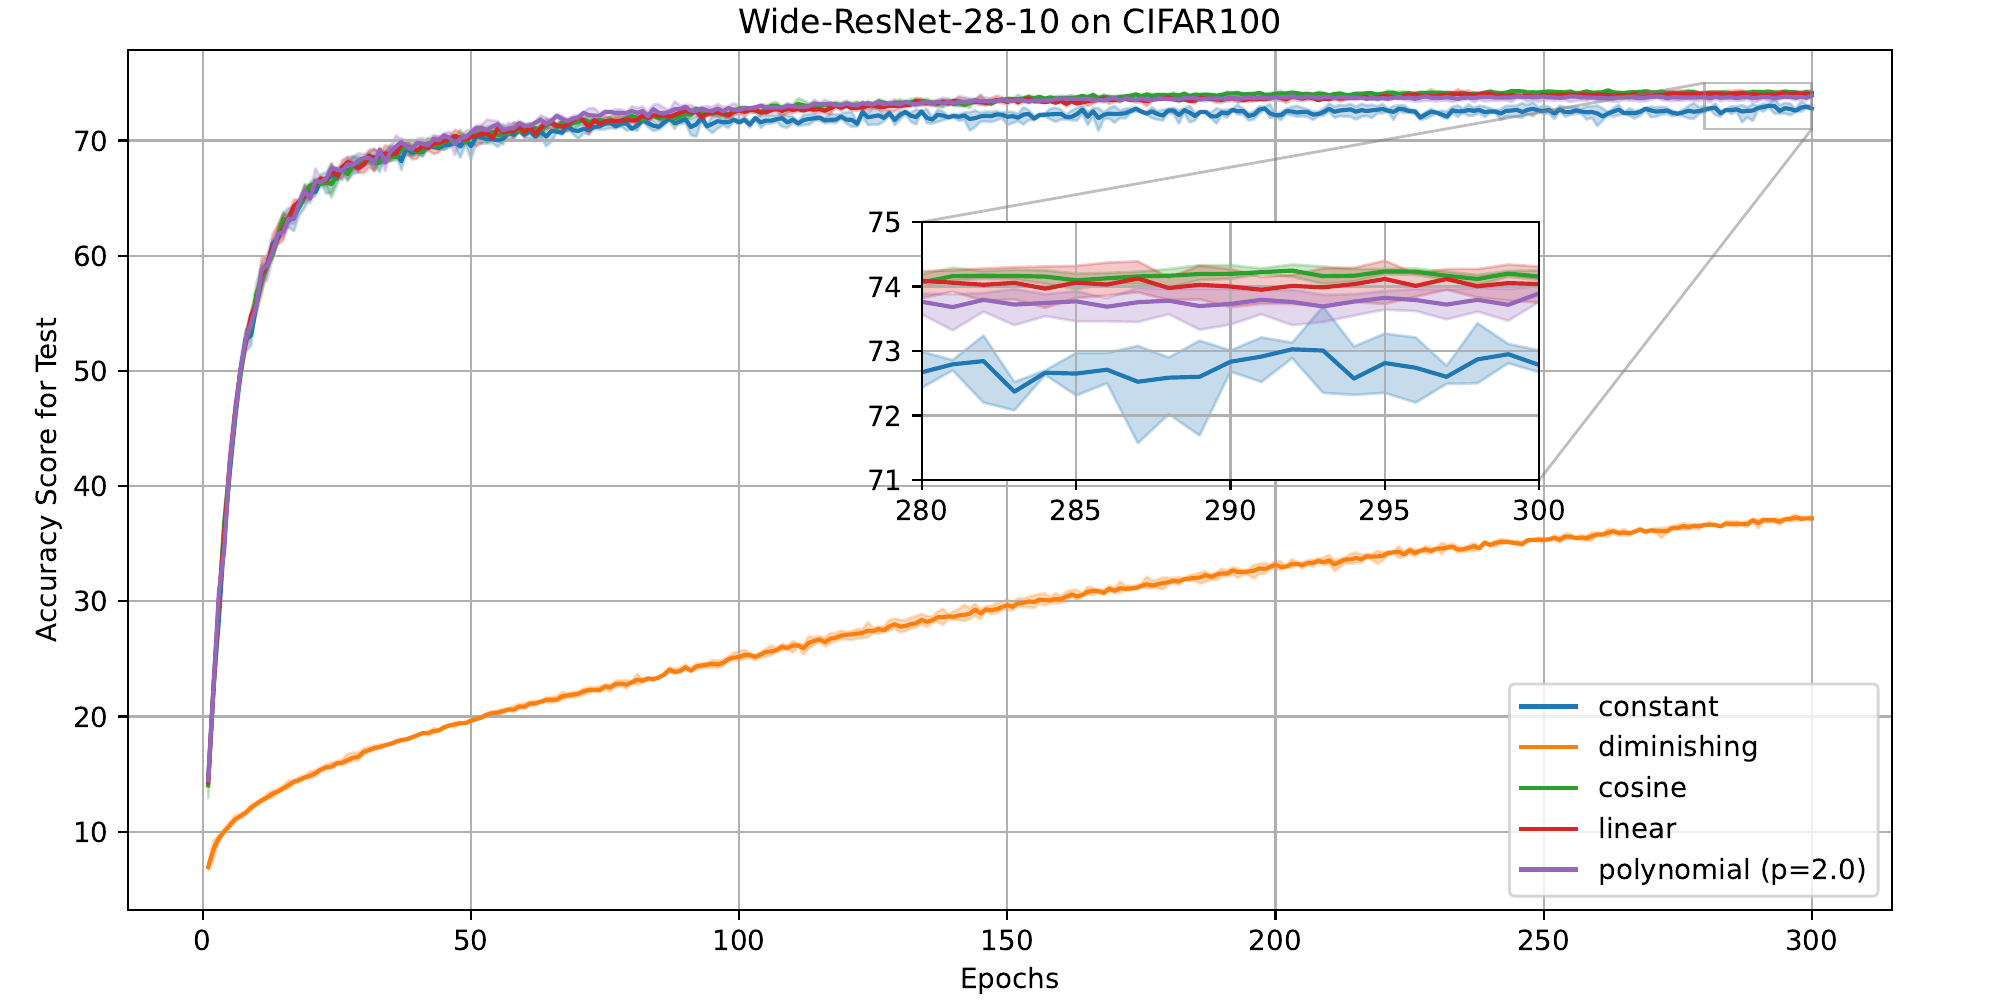 Wide-ResNet-28-10 on CIFAR100
Accuracy Score for Test
70
60
50
40
30
20
10
75
74
73
72
71
280 285 290 295 300
constant
diminishing
cosine
linear
polynomial (p=2.0)
0 50 100 150 200 250 300
Epochs